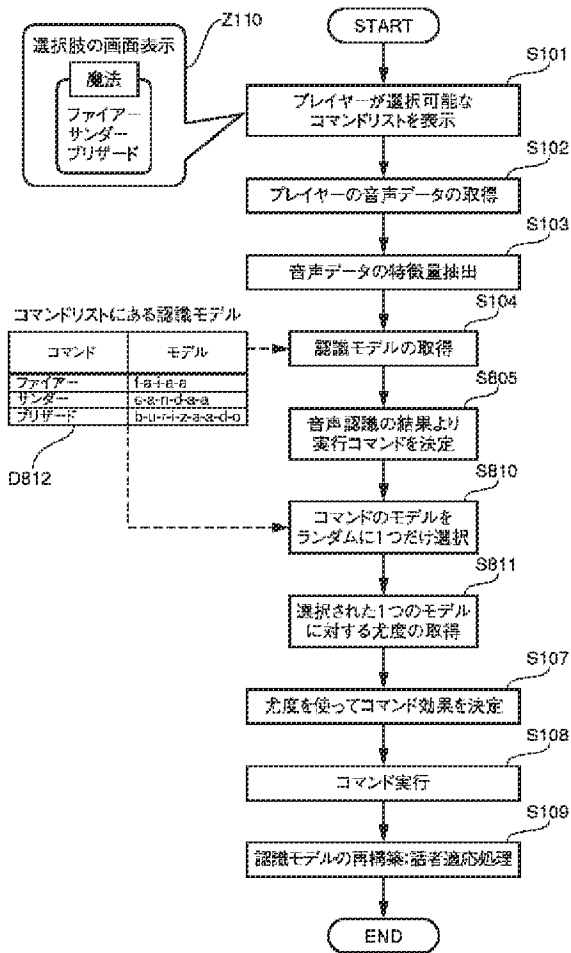 START
Z110
選択肢の画面表示
魔法
ファイアー
サンダー
ブリザード
S101
プレイヤーが選択可能な
コマンドリストを表示
S102
プレイヤーの音声データの取得
S103
音声データの特徴量抽出
コマンドリストにある認識モデル
コマンド モデル
ファイアー f-a-i-a-a
サンダー s-a-n-d-a-a
ブリザード b-u-r-i-z-a-a-d-o
D812
S104
認識モデルの取得
S805
音声認識の結果より
実行コマンドを決定
S810
コマンドのモデルを
ランダムに1つだけ選択
S811
選択された1つのモデル
に対する尤度の取得
S107
尤度を使ってコマンド効果を決定
S108
コマンド実行
S109
認識モデルの再構築:話者適応処理
END